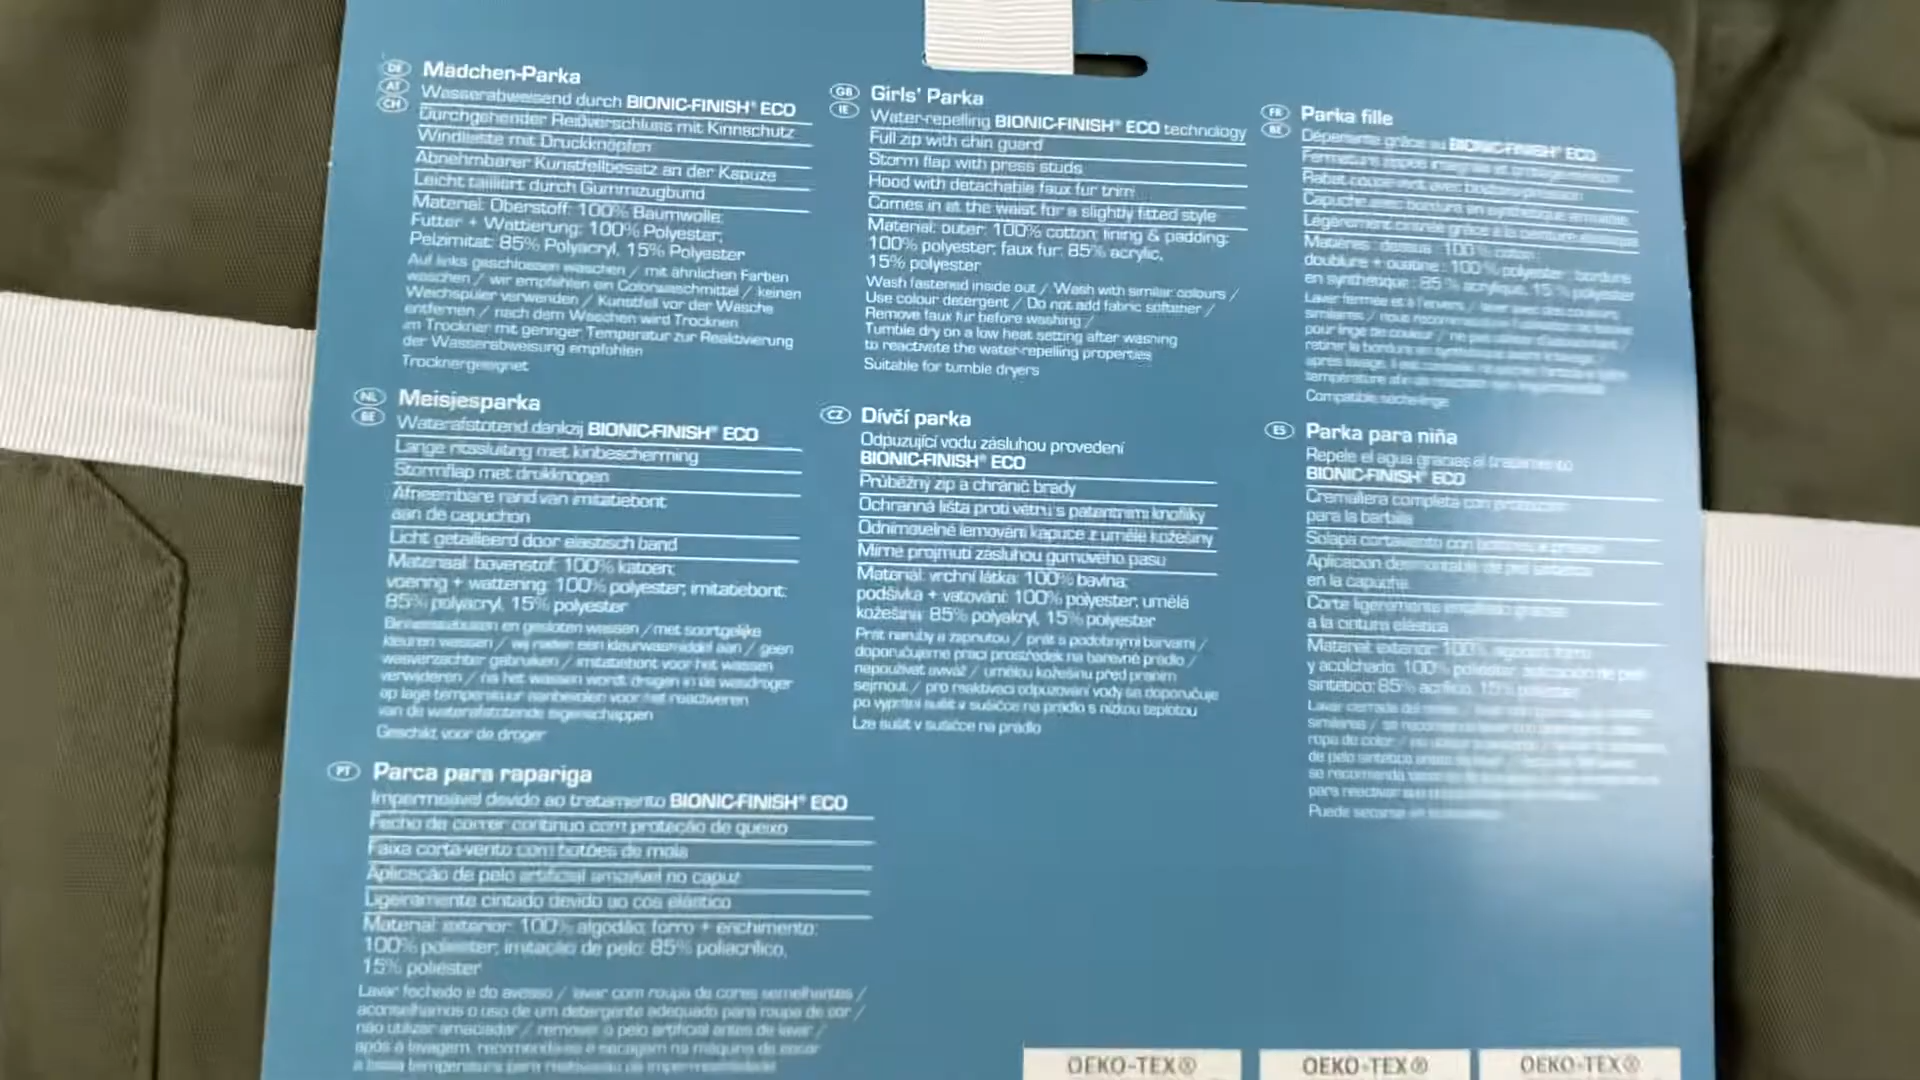 DE
AT
CH
Mädchen-Parka
Wasserabweisend durch BIONIC-FINISH® ECO
Durchgehender Reißverschluss mit Kinnschutz
Windleiste mit Druckknöpfen
Abnehmbarer Kunstfellbesatz an der Kapuze
Leicht tailliert durch Gummizugbund
Material: Oberstoff: 100% Baumwolle;
Futter + Wattierung: 100% Polyester;
Pelzimitat: 85% Polyacryl, 15% Polyester
Auf links geschlossen waschen / mit ähnlichen Farben
waschen / wir empfehlen ein Colorwaschmittel / keinen
Weichspüler verwenden / Kunstfell vor der Wäsche
entfernen / nach dem Waschen wird Trocknen
im Trockner mit geringer Temperatur zur Reaktivierung
der Wasserabweisung empfohlen
Trocknergeeignet
GB
IE
Girls' Parka
Water-repelling BIONIC-FINISH® ECO technology
Full zip with chin guard
Storm flap with press studs
Hood with detachable faux fur trim
Comes in at the waist for a slightly fitted style
Material: outer: 100% cotton; lining & padding:
100% polyester; faux fur: 85% acrylic,
15% polyester
Wash fastened inside out / Wash with similar colours /
Use colour detergent / Do not add fabric softener /
Remove faux fur before washing /
Tumble dry on a low heat setting after washing
to reactivate the water-repelling properties
Suitable for tumble dryers
FR
BE
Parka fille
Déperlante grâce au BIONIC-FINISH® ECO
Légèrement cintrée grâce à la ceinture élastique
Matières : dessus : 100 % coton ;
doublure + ouatine : 100 % polyester ; bordure
en synthétique : 85 % acrylique, 15 % polyester
Compatible sèche-linge
NL
BE
Meisjesparka
Waterafstotend dankzij BIONIC-FINISH® ECO
Lange ritssluiting met kinbescherming
Stormflap met drukknopen
Afneembare rand van imitatiebont
aan de capuchon
Licht getailleerd door elastisch band
Materiaal: bovenstof: 100% katoen;
voering + wattering: 100% polyester; imitatiebont:
85% polyacryl, 15% polyester
Binnenstebuiten en gesloten wassen / met soortgelijke
kleuren wassen / wij raden een kleurwasmiddel aan / geen
wasverzachter gebruiken / imitatiebont voor het wassen
verwijderen / na het wassen wordt drogen in de wasdroger
op lage temperatuur aanbevolen voor het reactiveren
van de waterafstotende eigenschappen
Geschikt voor de droger
CZ
Dívčí parka
Odpuzující vodu zásluhou provedení
BIONIC-FINISH® ECO
Průběžný zip a chránič brady
Ochranná lišta proti větru s patentními knoflíky
Odnímatelné lemování kapuce z umělé kožešiny
Mírné projmutí zásluhou gumového pasu
Materiál: vrchní látka: 100% bavlna;
podšívka + vatování: 100% polyester; umělá
kožešina: 85% polyakryl, 15% polyester
Prát naruby a zapnutou / prát s podobnými barvami /
doporučujeme prací prostředek na barevné prádlo /
nepoužívat aviváž / umělou kožešinu před praním
sejmout / pro reaktivaci odpuzování vody se doporučuje
po vyprání sušit v sušičce na prádlo s nízkou teplotou
Lze sušit v sušičce na prádlo
ES
Parka para niña
Repele el agua gracias al tratamiento
BIONIC-FINISH® ECO
Cremallera completa con protección
para la barbilla
Solapa cortaviento con botones a presión
Aplicación desmontable de piel sintética
en la capucha
Corte ligeramente entallado gracias
a la cintura elástica
Material: exterior: 100% algodón; forro
y acolchado: 100% poliéster; aplicación de piel
sintético: 85% acrílico, 15% poliéster
PT
Parca para rapariga
Impermeável devido ao tratamento BIONIC-FINISH® ECO
Fecho de correr contínuo com proteção de queixo
Faixa corta-vento com botões de mola
Aplicação de pelo artificial amovível no capuz
Ligeiramente cintado devido ao cós elástico
Material: exterior: 100% algodão; forro + enchimento:
100% poliéster; imitação de pelo: 85% poliacrílico,
15% poliéster
Lavar fechado e do avesso / lavar com roupa de cores semelhantes /
aconselhamos o uso de um detergente adequado para roupa de cor /
não utilizar amaciador / remover o pelo artificial antes de lavar /
após a lavagem, recomenda-se a secagem na máquina de secar
OEKO-TEX®
OEKO-TEX®
OEKO-TEX®